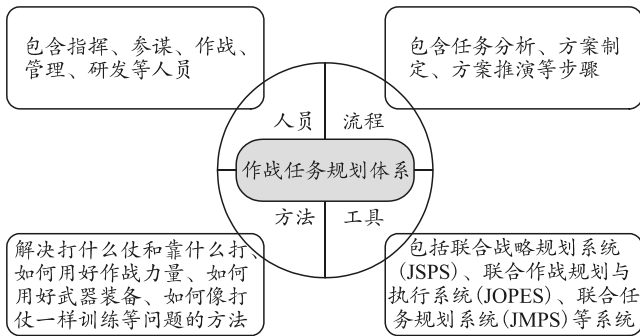 包含指挥、参谋、作战、
管理、研发等人员
包含任务分析、方案制
定、方案推演等步骤
人员
流程
作战任务规划体系
方法
工具
解决打什么仗和靠什么打、
如何用好作战力量、如何
用好武器装备、如何像打
仗一样训练等问题的方法
包括联合战略规划系统
(JSPS)、联合作战规划与
执行系统(JOPES)、联合任
务规划系统(JMPS)等系统